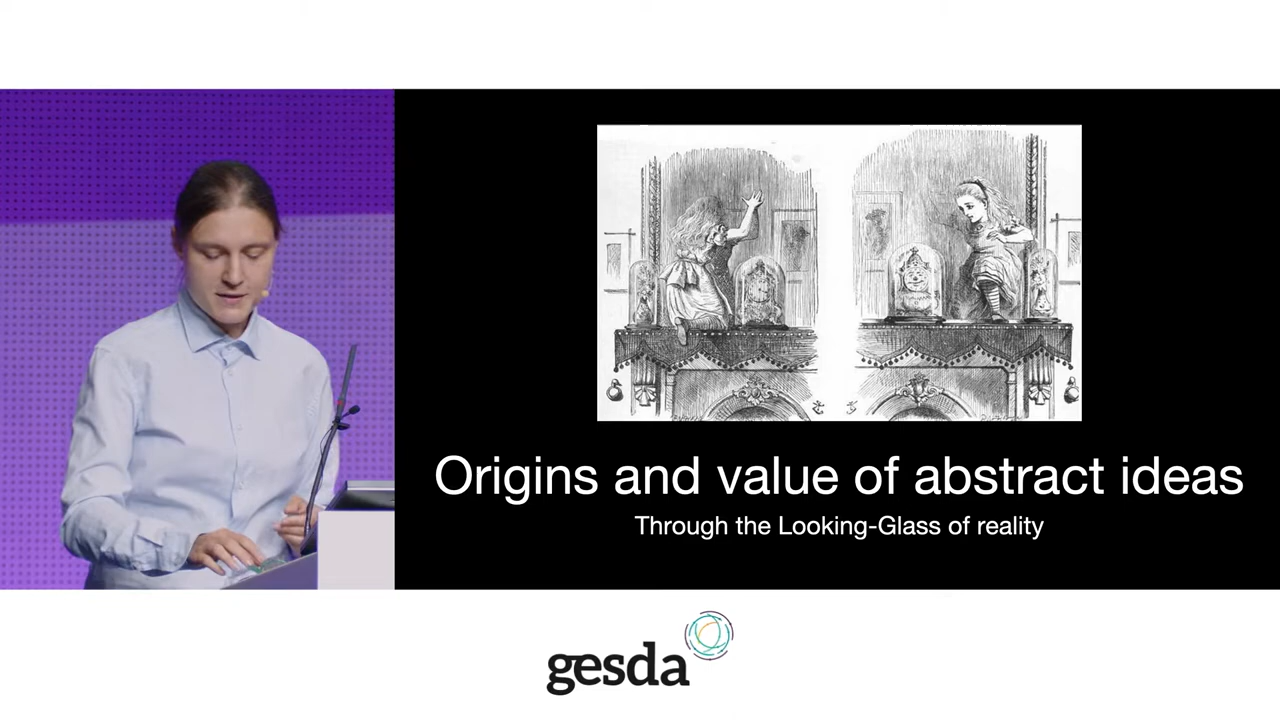 Origins and value of abstract ideas
Through the Looking-Glass of reality
gesda